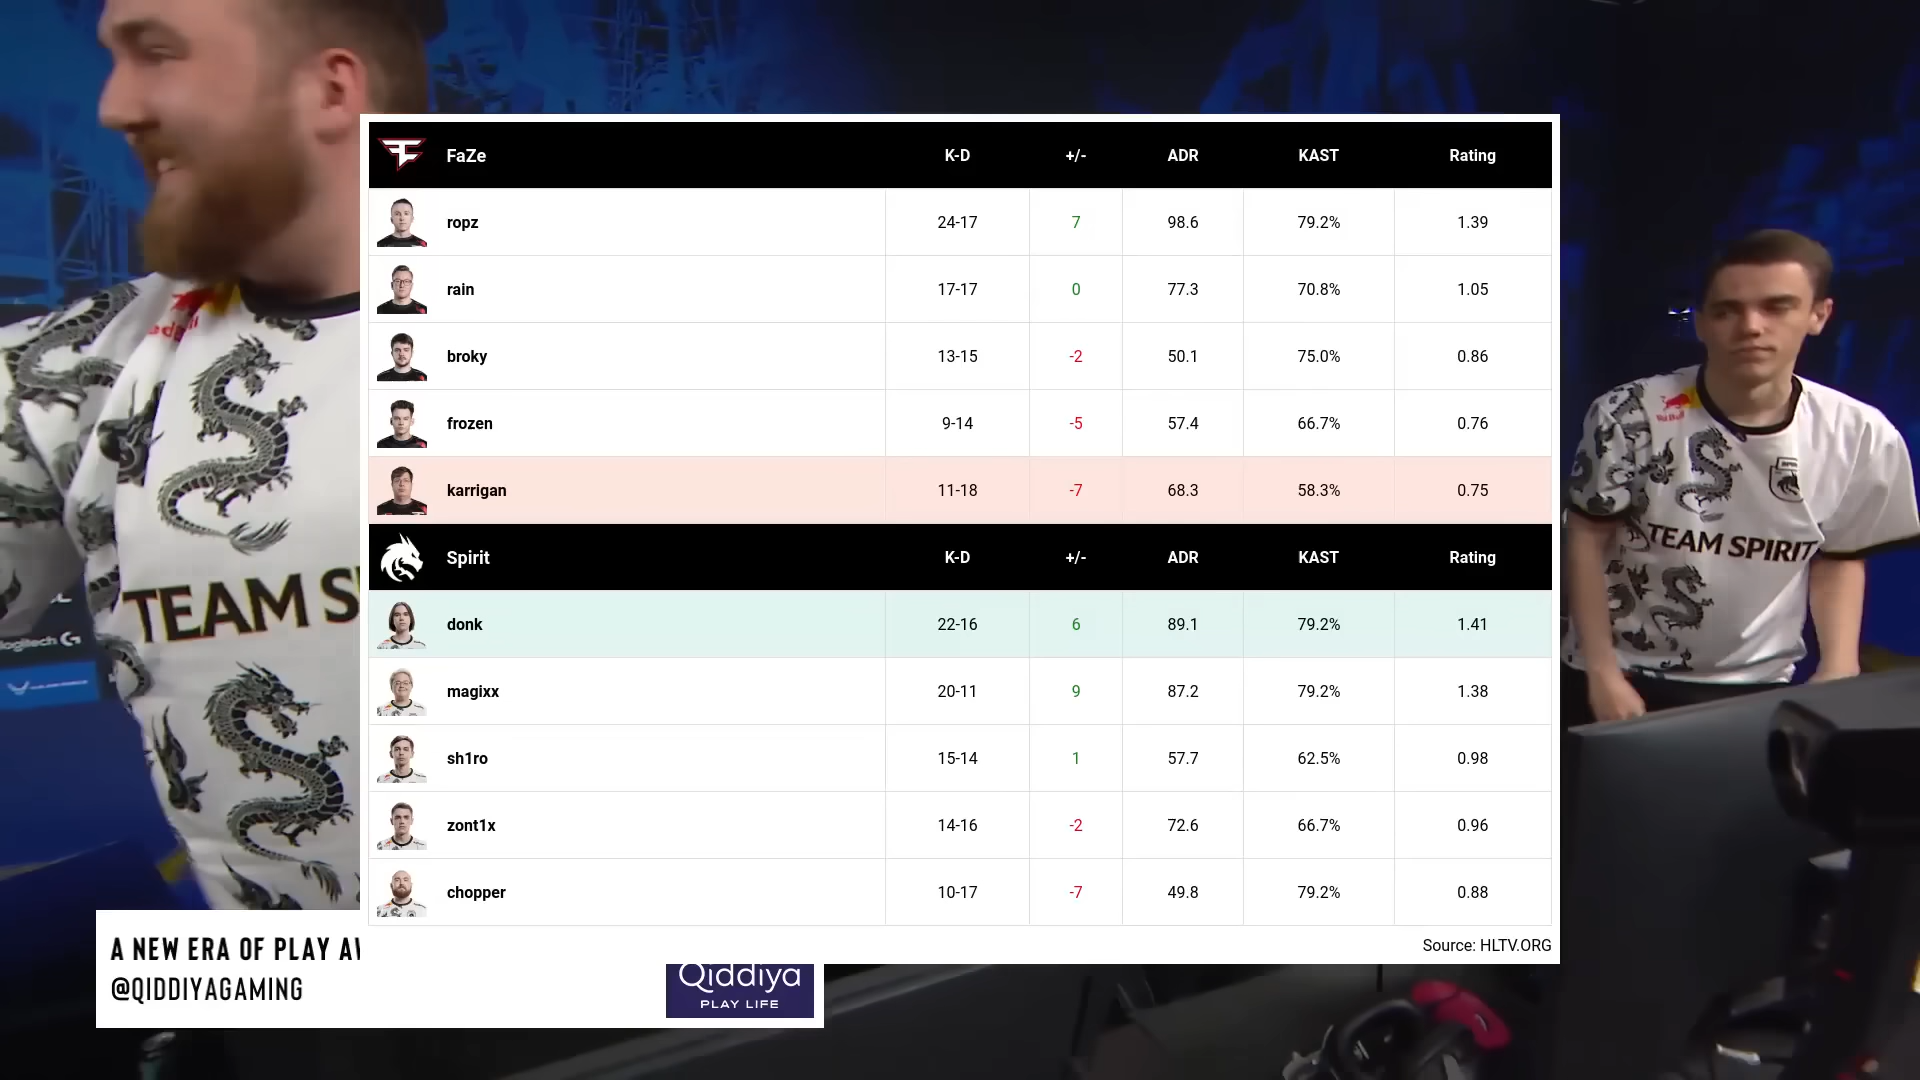 FaZe K-D +/- ADR KAST Rating
ropz 24-17 7 98.6 79.2% 1.39
rain 17-17 0 77.3 70.8% 1.05
broky 13-15 -2 50.1 75.0% 0.86
frozen 9-14 -5 57.4 66.7% 0.76
karrigan 11-18 -7 68.3 58.3% 0.75
Spirit K-D +/- ADR KAST Rating
donk 22-16 6 89.1 79.2% 1.41
magixx 20-11 9 87.2 79.2% 1.38
sh1ro 15-14 1 57.7 62.5% 0.98
zont1x 14-16 -2 72.6 66.7% 0.96
chopper 10-17 -7 49.8 79.2% 0.88
Source: HLTV.ORG
TEAM S
logitech G
TEAM SPIRIT
A NEW ERA OF PLAY
@QIDDIYAGAMING
Qiddiya
PLAY LIFE